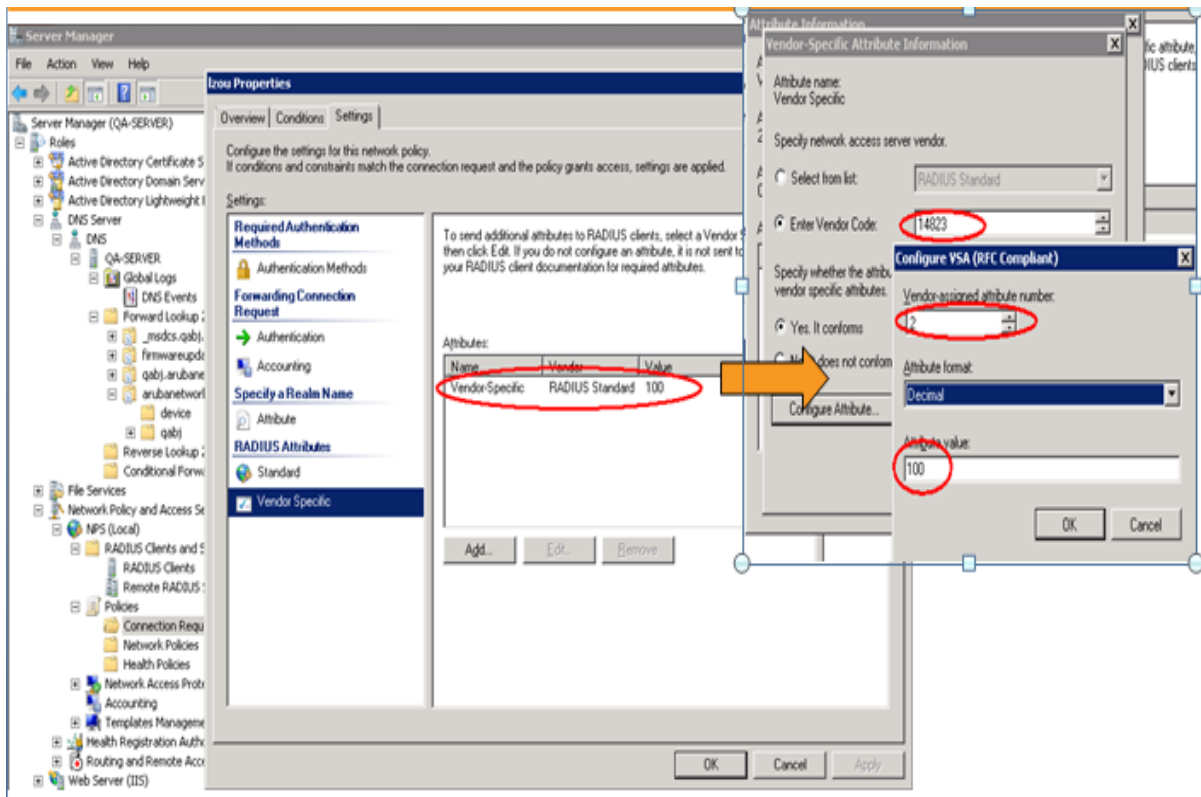 Server Manager
File Action View Help
Server Manager (QA-SERVER)
Roles
Active Directory Certificate S
Active Directory Domain Serv
Active Directory Lightweight
DNS Server
DNS
QA-SERVER
Global Logs
DNS Events
Forward Lookup
_msdcs.qabj.
firmwareupda
qabj.arubane
arubanetworl
device
qabj
Reverse Lookup
Conditional Forw
File Services
Network Policy and Access Se
NPS (Local)
RADIUS Clients and S
RADIUS Clients
Remote RADIUS
Policies
Connection Requ
Network Policies
Health Policies
Network Access Prote
Accounting
Templates Manageme
Health Registration Autho
Routing and Remote Acce
Web Server (IIS)
Izou Properties
Overview Conditions Settings
Configure the settings for this network policy.
If conditions and constraints match the connection request and the policy grants access, settings are applied.
Settings:
Required Authentication
Methods
Authentication Methods
Forwarding Connection
Request
Authentication
Accounting
Specify a Realm Name
Attribute
RADIUS Attributes
Standard
Vendor Specific
To send additional attributes to RADIUS clients, select a Vendor S
then click Edit. If you do not configure an attribute, it is not sent to
your RADIUS client documentation for required attributes.
Attributes:
Name Vendor Value
Vendor-Specific RADIUS Standard 100
Add... Edit... Remove
OK Cancel Apply
Attribute Information
Vendor-Specific Attribute Information
Attribute name:
Vendor Specific
Specify network access server vendor.
Select from list: RADIUS Standard
Enter Vendor Code: 14823
Specify whether the attribu
vendor specific attributes.
Yes. It conforms
does not conform
Configure Attribute...
fic attribute,
DIUS clients
Configure VSA (RFC Compliant)
Vendor-assigned attribute number:
2
Attribute format:
Decimal
Attribute value:
100
OK Cancel